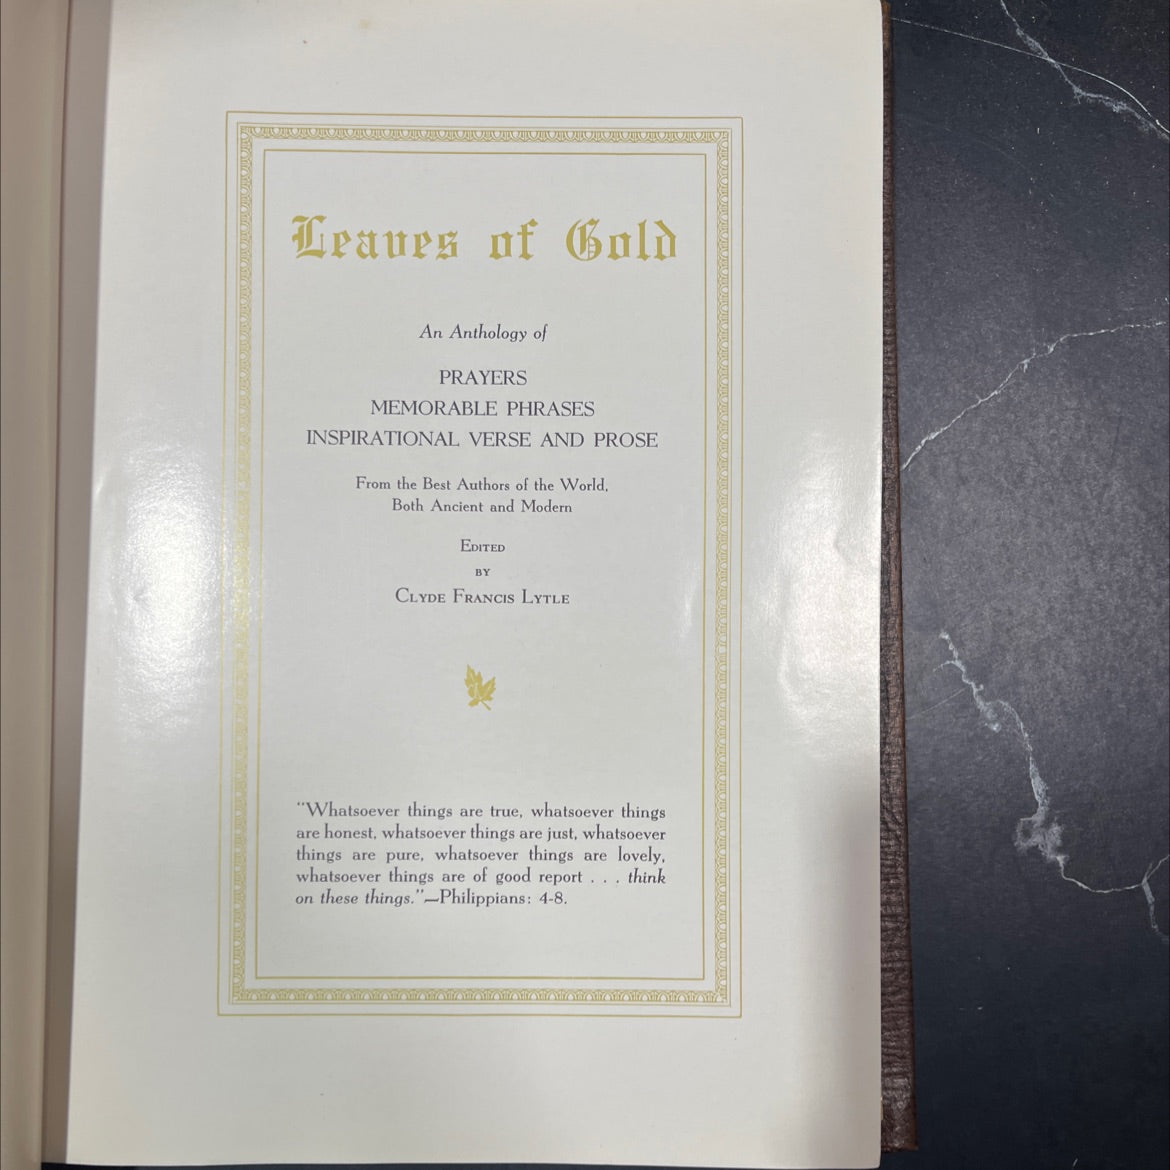 Leaves of Gold
An Anthology of
PRAYERS
MEMORABLE PHRASES
INSPIRATIONAL VERSE AND PROSE
From the Best Authors of the World,
Both Ancient and Modern
EDITED
BY
CLYDE FRANCIS LYTLE
"Whatsoever things are true, whatsoever things
are honest, whatsoever things are just, whatsoever
things are pure, whatsoever things are lovely,
whatsoever things are of good report . . . think
on these things."—Philippians: 4-8.